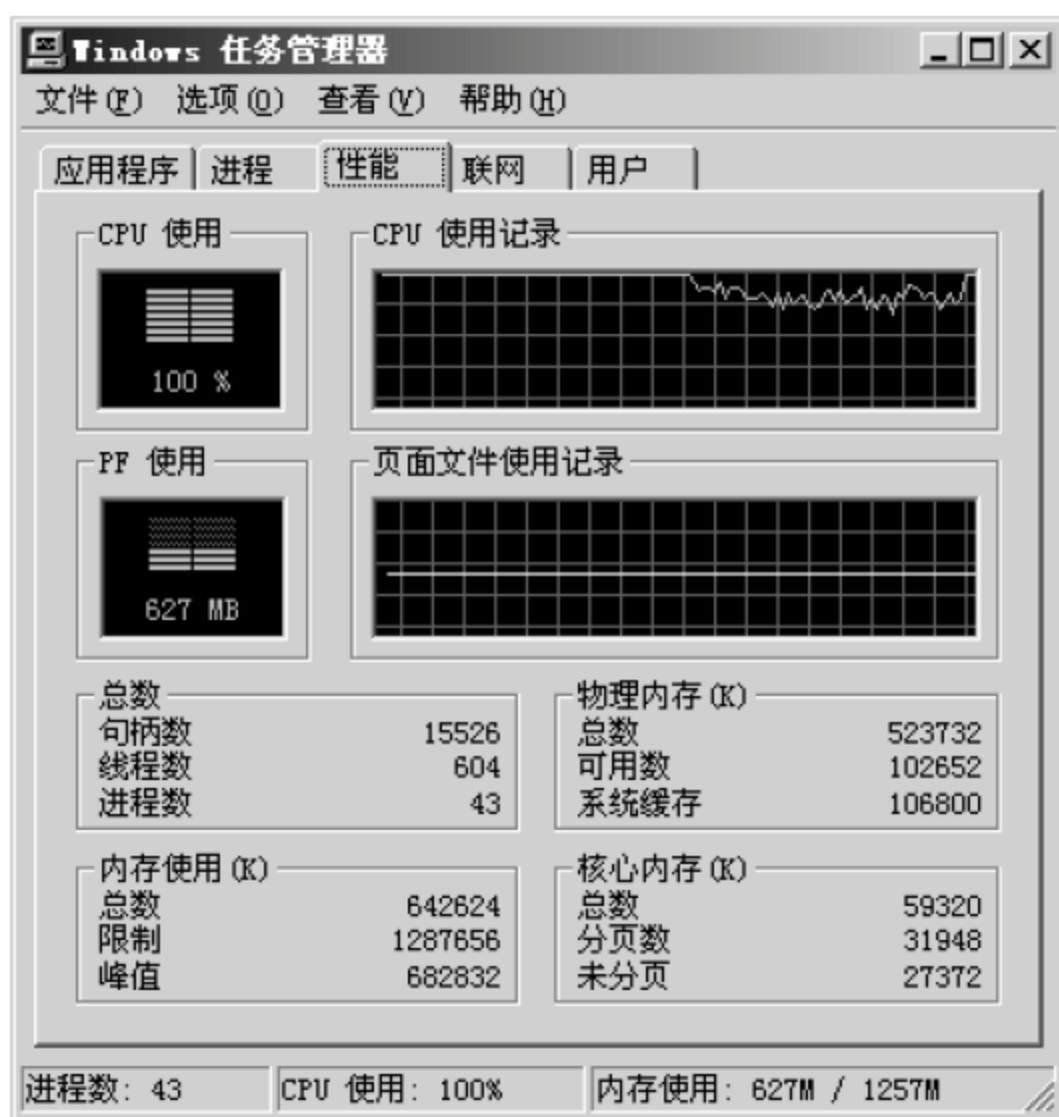 Windows 任务管理器
文件(F) 选项(O) 查看(V) 帮助(H)
应用程序 进程 性能 联网 用户
CPU 使用 CPU 使用记录
100 %
PF 使用 页面文件使用记录
627 MB
总数 物理内存(K)
句柄数 15526 总数 523732
线程数 604 可用数 102652
进程数 43 系统缓存 106800
内存使用(K) 核心内存(K)
总数 642624 总数 59320
限制 1287656 分页数 31948
峰值 682832 未分页 27372
进程数: 43 CPU 使用: 100% 内存使用: 627M / 1257M